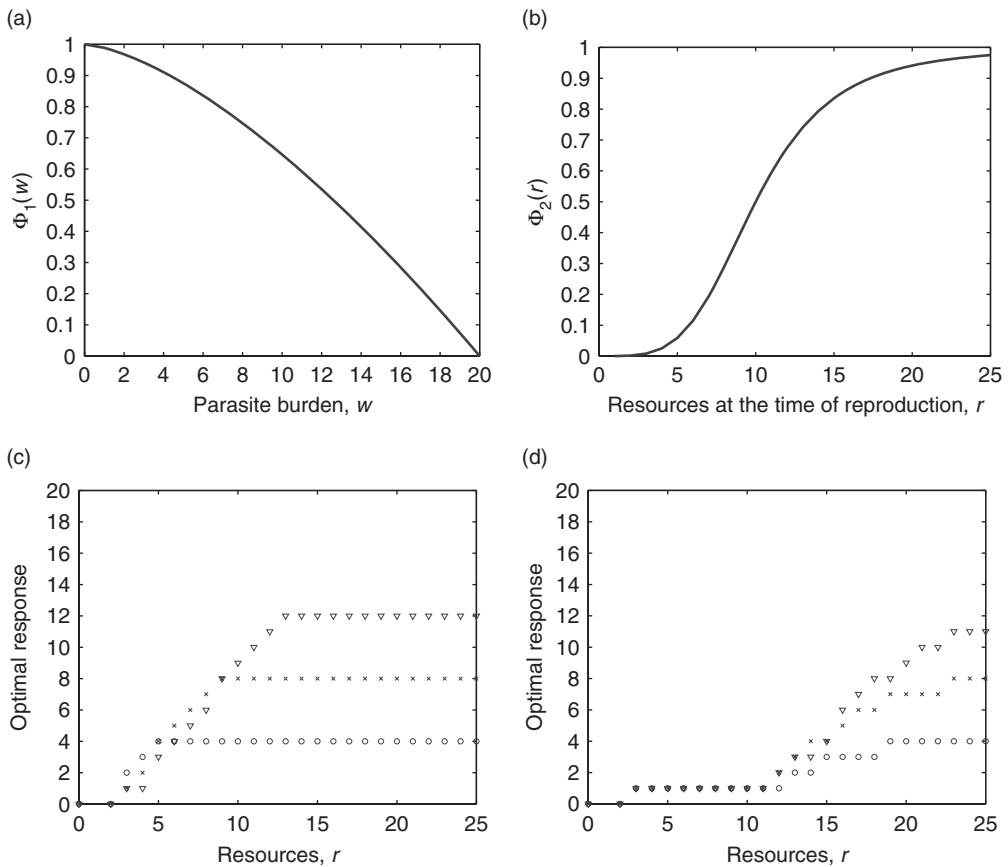 (a)
1
0.9
0.8
0.7
0.6
0.5
0.4
0.3
0.2
0.1
0
Φ1(w)
0 2 4 6 8 10 12 14 16 18 20
Parasite burden, w
(b)
1
0.9
0.8
0.7
0.6
0.5
0.4
0.3
0.2
0.1
0
Φ2(r)
0 5 10 15 20 25
Resources at the time of reproduction, r
(c)
20
18
16
14
12
10
8
6
4
2
0
Optimal response
0 5 10 15 20 25
Resources, r
(d)
20
18
16
14
12
10
8
6
4
2
0
Optimal response
0 5 10 15 20 25
Resources, r